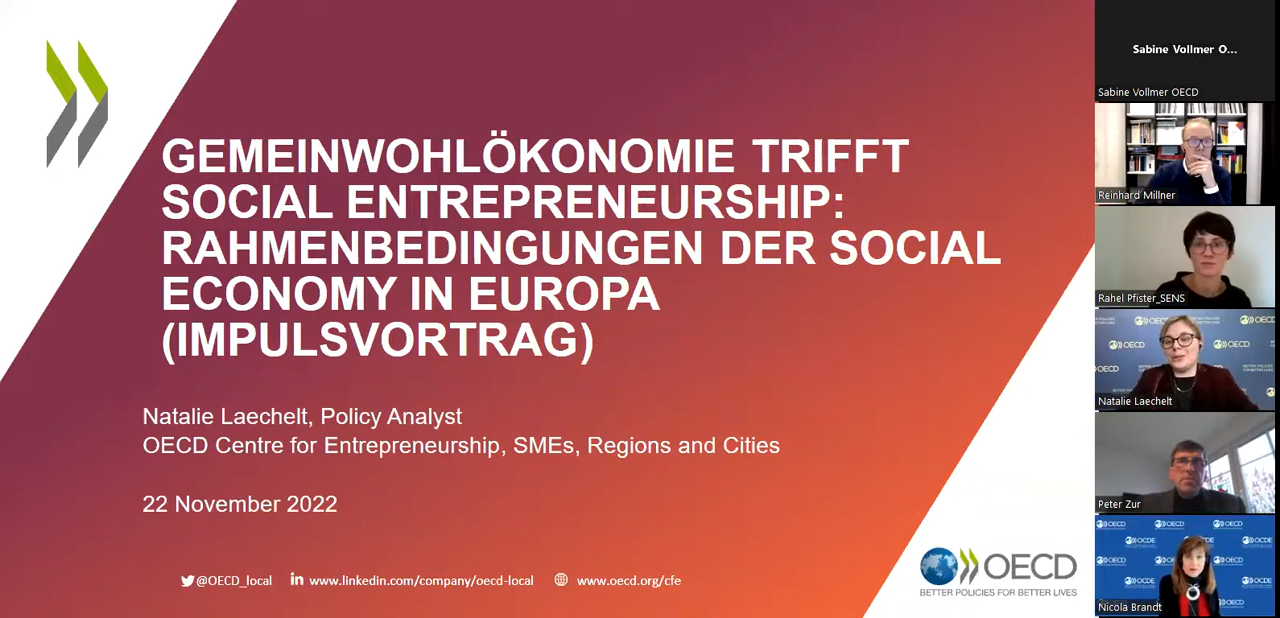 GEMEINWOHLÖKONOMIE TRIFFT
SOCIAL ENTREPRENEURSHIP:
RAHMENBEDINGUNGEN DER SOCIAL
ECONOMY IN EUROPA
(IMPULSVORTRAG)
Natalie Laechelt, Policy Analyst
OECD Centre for Entrepreneurship, SMEs, Regions and Cities
22 November 2022
@OECD_local
www.linkedin.com/company/oecd-local
www.oecd.org/cfe
OECD
BETTER POLICIES FOR BETTER LIVES
Sabine Vollmer O...
Sabine Vollmer OECD
Reinhard Millner
Rahel Pfister_SENS
OECD
Natalie Laechelt
Peter Zur
OECD
OCDE
Nicola Brandt